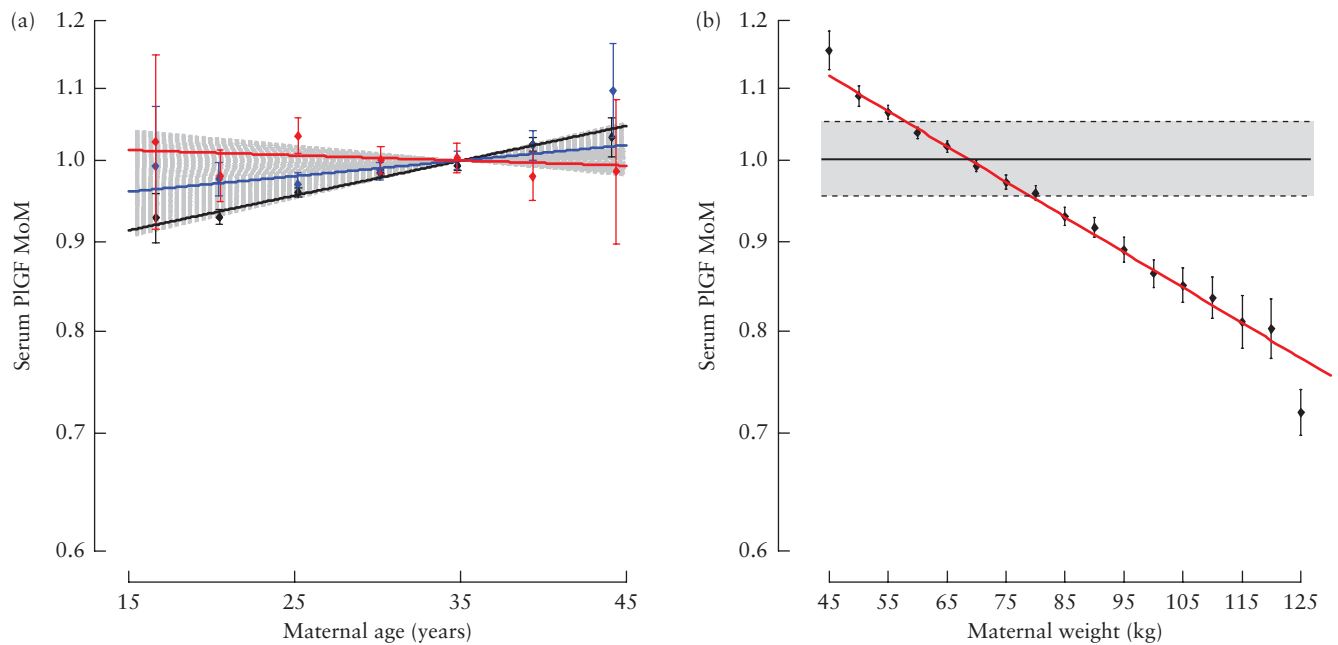 (a)
1.2
1.1
1.0
0.9
0.8
0.7
0.6
Serum PlGF MoM
15 25 35 45
Maternal age (years)
(b)
1.2
1.1
1.0
0.9
0.8
0.7
0.6
Serum PlGF MoM
45 55 65 75 85 95 105 115 125
Maternal weight (kg)